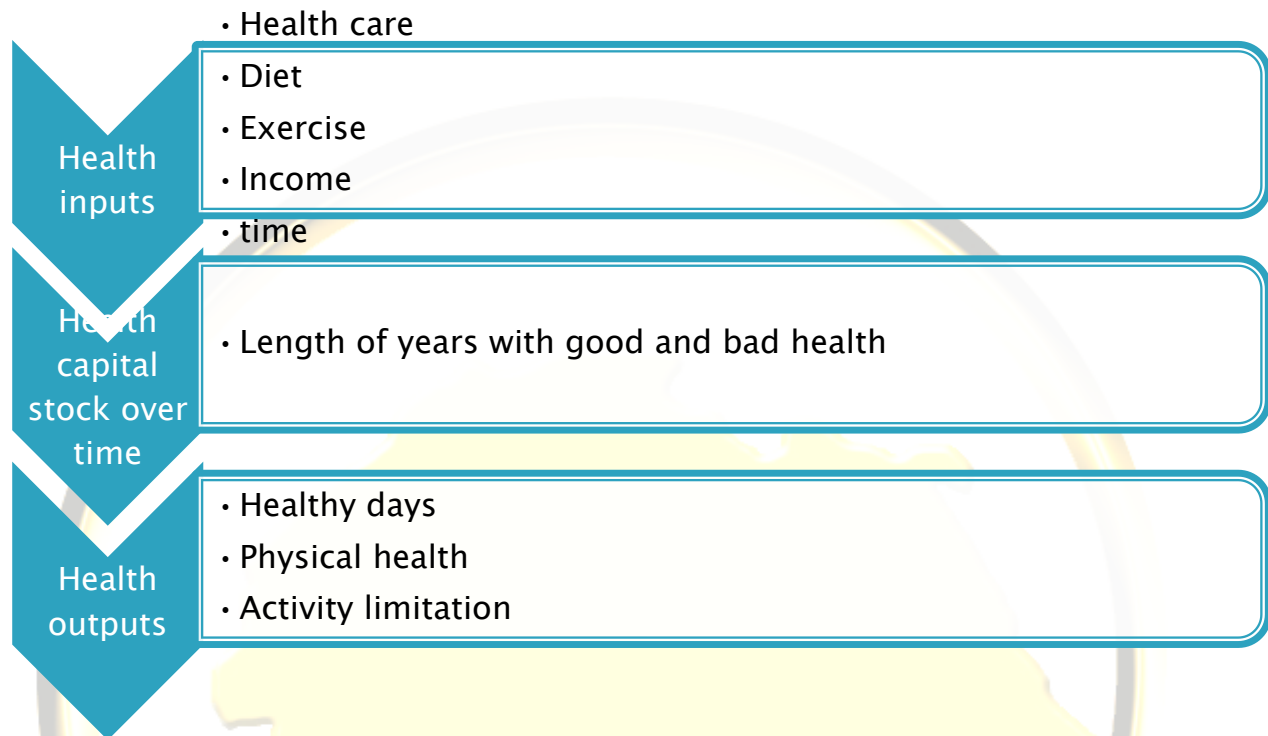 · Health care
· Diet
· Exercise
· Income
· time
Health
inputs
· Length of years with good and bad health
Health
capital
stock over
time
· Healthy days
· Physical health
· Activity limitation
Health
outputs